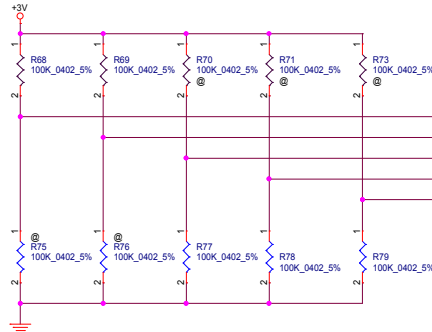 +3V
1 1 1 1 1
R68 R69 R70 R71 R73
100K_0402_5% 100K_0402_5% 100K_0402_5% 100K_0402_5% 100K_0402_5%
@ @ @
2 2 2 2 2
@ @
1 1 1 1 1
R75 R76 R77 R78 R79
100K_0402_5% 100K_0402_5% 100K_0402_5% 100K_0402_5% 100K_0402_5%
2 2 2 2 2